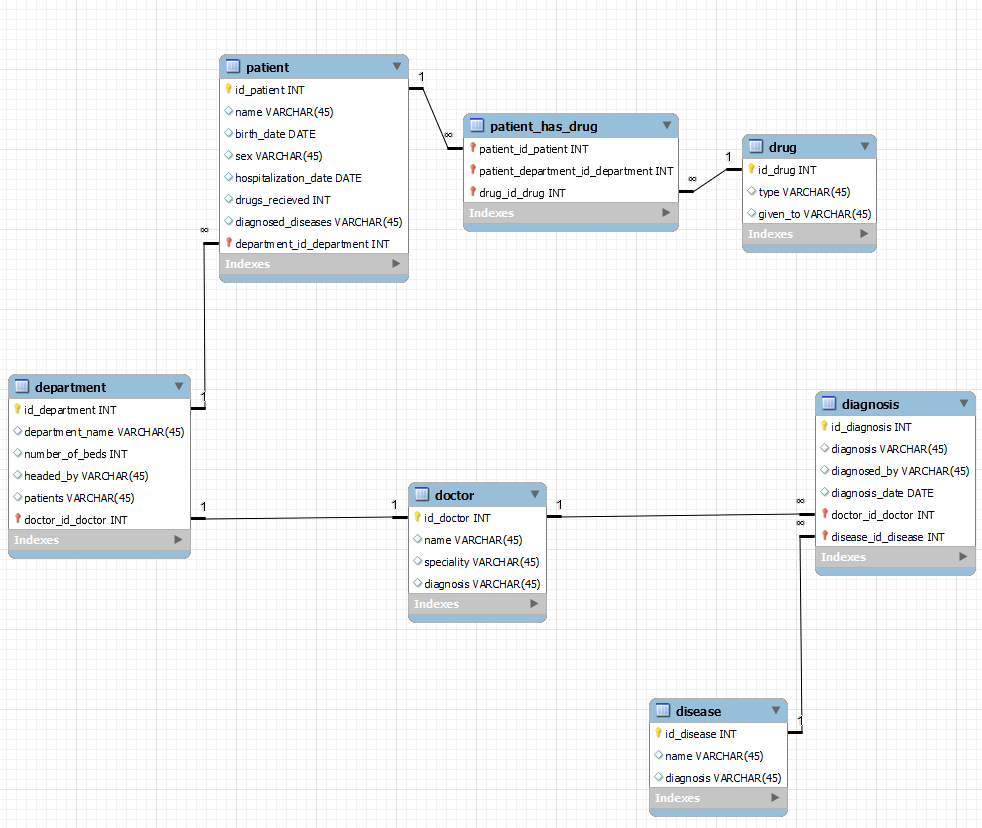 patient
id_patient INT
name VARCHAR(45)
birth_date DATE
sex VARCHAR(45)
hospitalization_date DATE
drugs_recieved INT
diagnosed_diseases VARCHAR(45)
department_id_department INT
Indexes
1
∞
patient_has_drug
patient_id_patient INT
patient_department_id_department INT
drug_id_drug INT
Indexes
∞
1
drug
id_drug INT
type VARCHAR(45)
given_to VARCHAR(45)
Indexes
∞
1
department
id_department INT
department_name VARCHAR(45)
number_of_beds INT
headed_by VARCHAR(45)
patients VARCHAR(45)
doctor_id_doctor INT
Indexes
1
1
doctor
id_doctor INT
name VARCHAR(45)
speciality VARCHAR(45)
diagnosis VARCHAR(45)
Indexes
1
∞
∞
diagnosis
id_diagnosis INT
diagnosis VARCHAR(45)
diagnosed_by VARCHAR(45)
diagnosis_date DATE
doctor_id_doctor INT
disease_id_disease INT
Indexes
1
disease
id_disease INT
name VARCHAR(45)
diagnosis VARCHAR(45)
Indexes